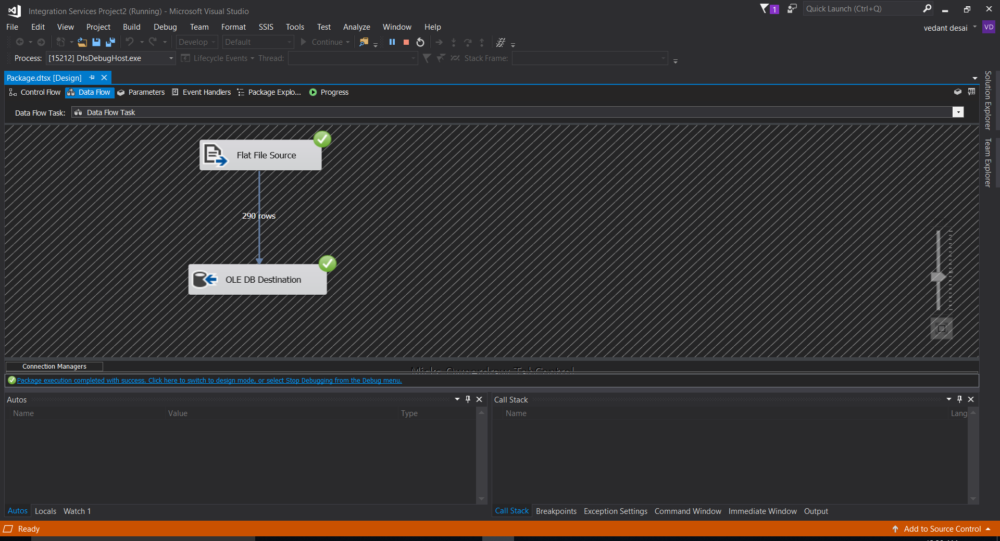 Integration Services Project2 (Running) - Microsoft Visual Studio
1
Quick Launch (Ctrl+Q)
File Edit View Project Build Debug Team Format SSIS Tools Test Analyze Window Help
vedant desai VD
Develop Default Continue
Process: [15212] DtsDebugHost.exe Lifecycle Events Thread: Stack Frame:
Package.dtsx [Design]
Control Flow Data Flow Parameters Event Handlers Package Explo... Progress
Data Flow Task: Data Flow Task
Solution Explorer
Team Explorer
Flat File Source
290 rows
OLE DB Destination
Connection Managers
Package execution completed with success. Click here to switch to design mode, or select Stop Debugging from the Debug menu.
Autos
Name Value Type
Call Stack
Name Lang
Autos Locals Watch 1
Call Stack Breakpoints Exception Settings Command Window Immediate Window Output
Ready
Add to Source Control